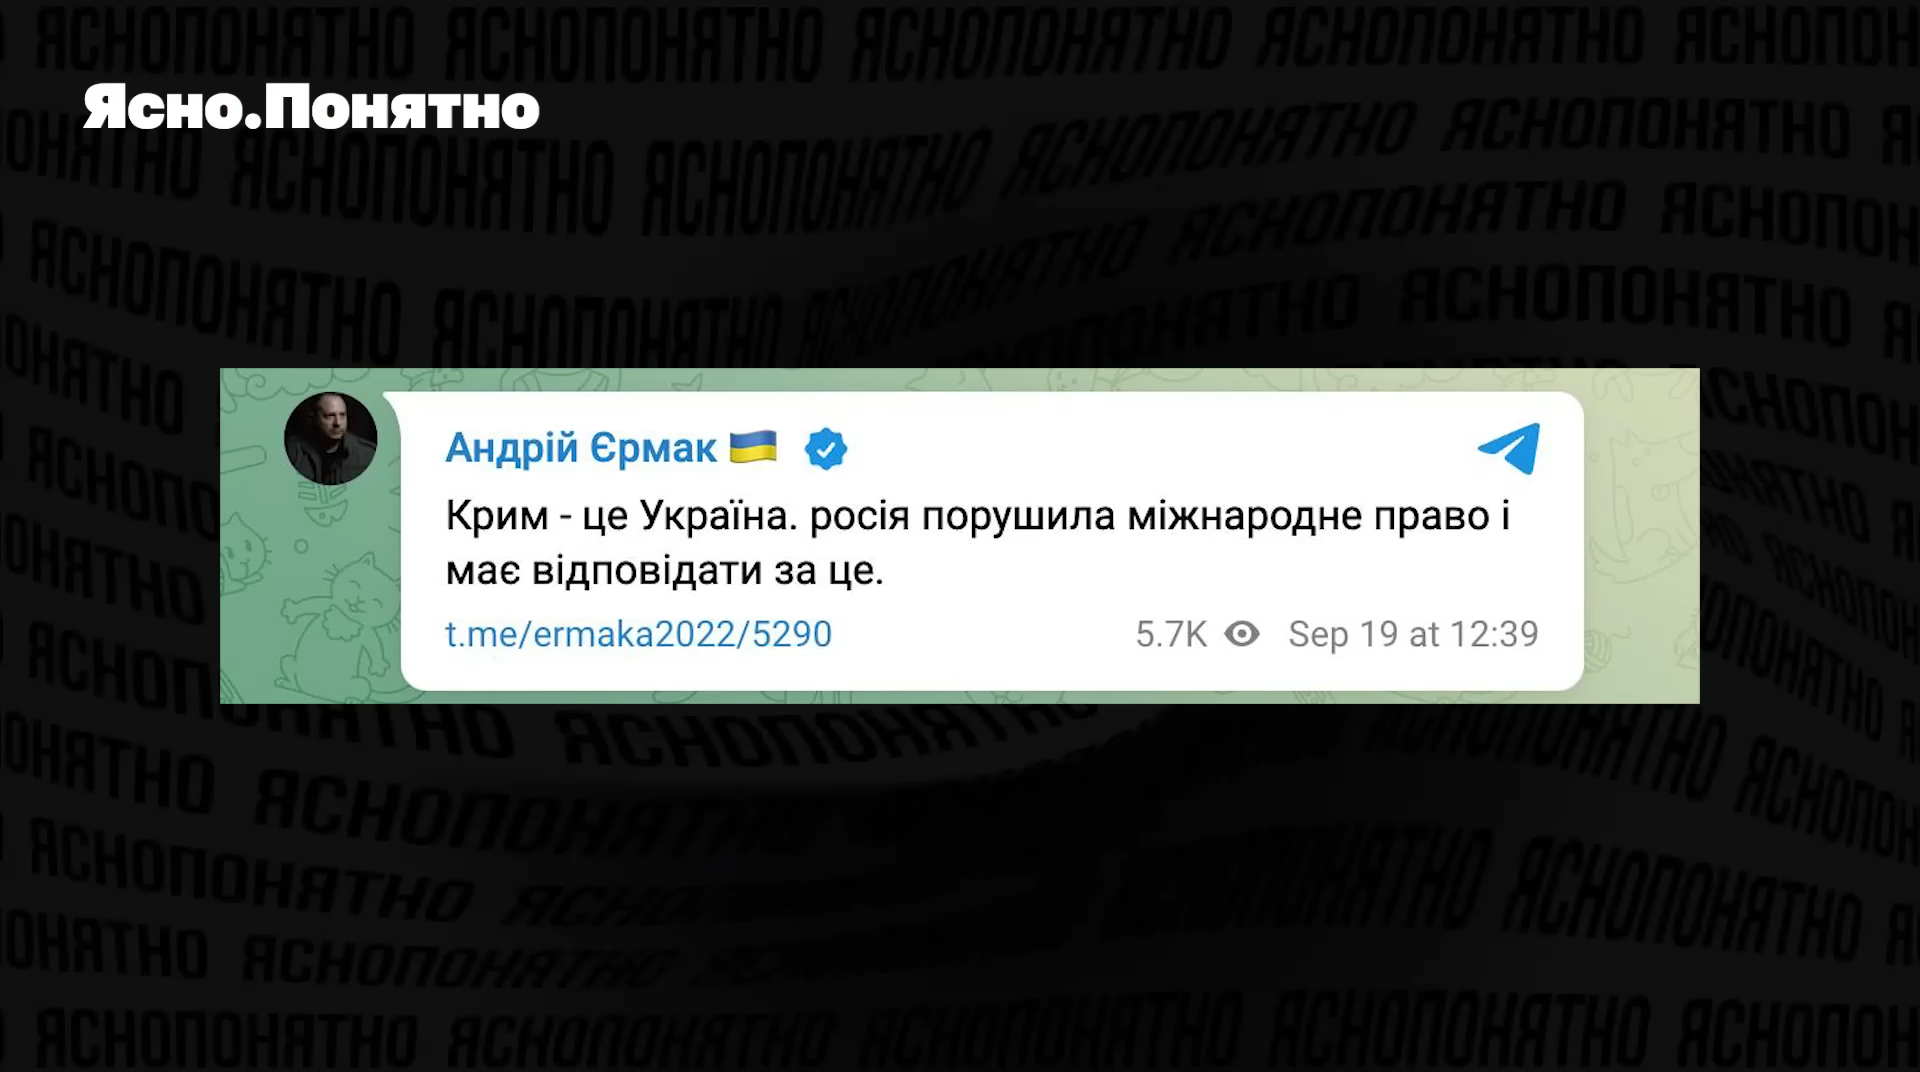 Ясно.Понятно
Андрій Єрмак
Крим - це Україна. росія порушила міжнародне право і
має відповідати за це.
t.me/ermaka2022/5290
5.7K Sep 19 at 12:39